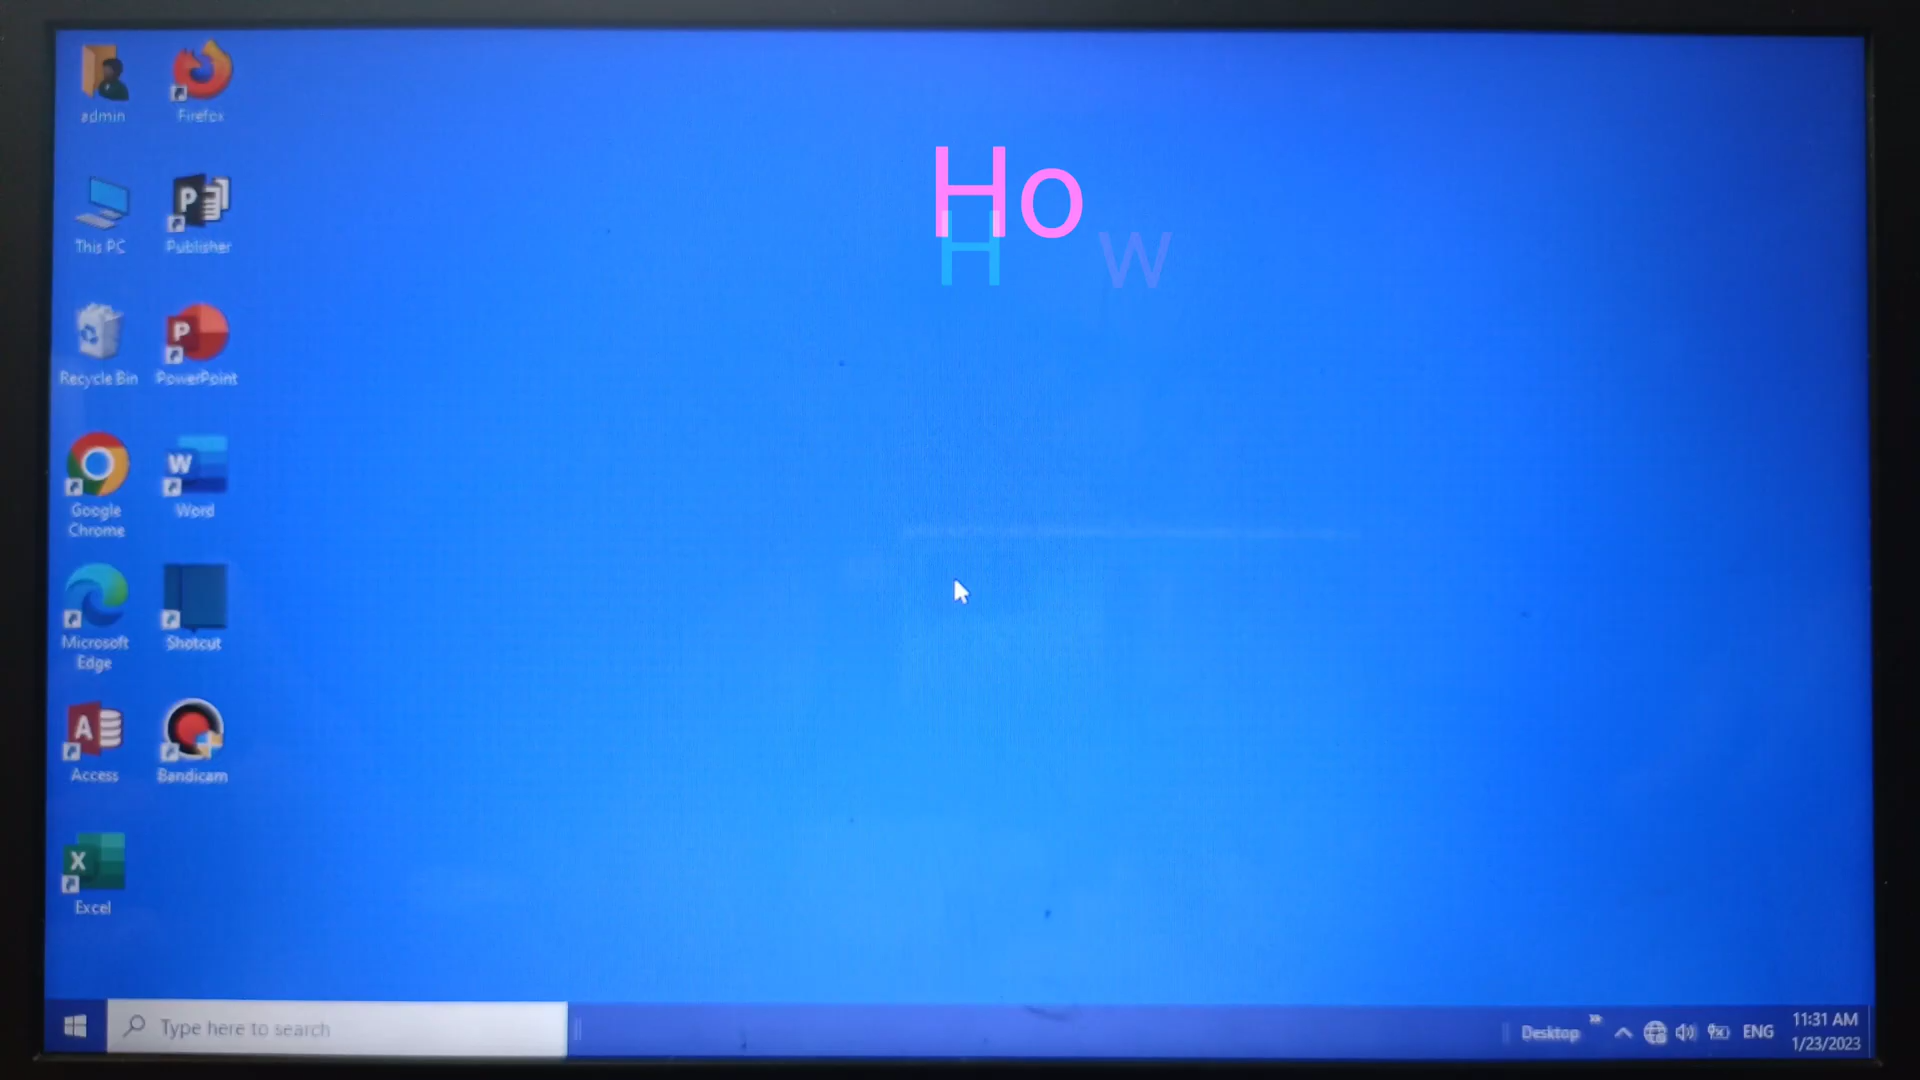 admin
Firefox
Ho
H
w
This PC
Publisher
Recycle Bin
PowerPoint
Google
Chrome
Word
Microsoft
Edge
Shotcut
Access
Bandicam
Excel
Type here to search
Desktop
ENG
11:31 AM
1/23/2023